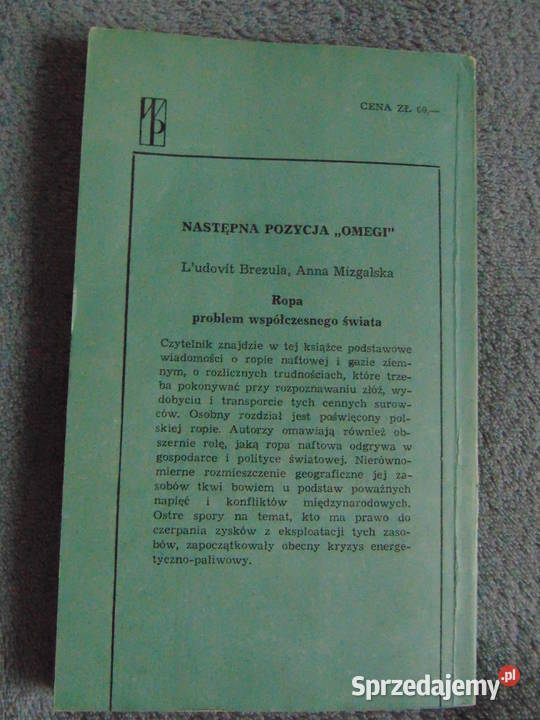 WP
CENA ZŁ 60,—
NASTĘPNA POZYCJA „OMEGI"
L'udovít Brezula, Anna Mizgalska
Ropa
problem współczesnego świata
Czytelnik znajdzie w tej książce podstawowe
wiadomości o ropie naftowej i gazie ziem-
nym, o rozlicznych trudnościach, które trze-
ba pokonywać przy rozpoznawaniu złóż, wy-
dobyciu i transporcie tych cennych surow-
ców. Osobny rozdział jest poświęcony pol-
skiej ropie. Autorzy omawiają również ob-
szernie rolę, jaką ropa naftowa odgrywa w
gospodarce i polityce światowej. Nierówno-
mierne rozmieszczenie geograficzne jej za-
sobów tkwi bowiem u podstaw poważnych
napięć i konfliktów międzynarodowych.
Ostre spory na temat, kto ma prawo do
czerpania zysków z eksploatacji tych zaso-
bów, zapoczątkowały obecny kryzys energe-
tyczno-paliwowy.
Sprzedajemy.pl